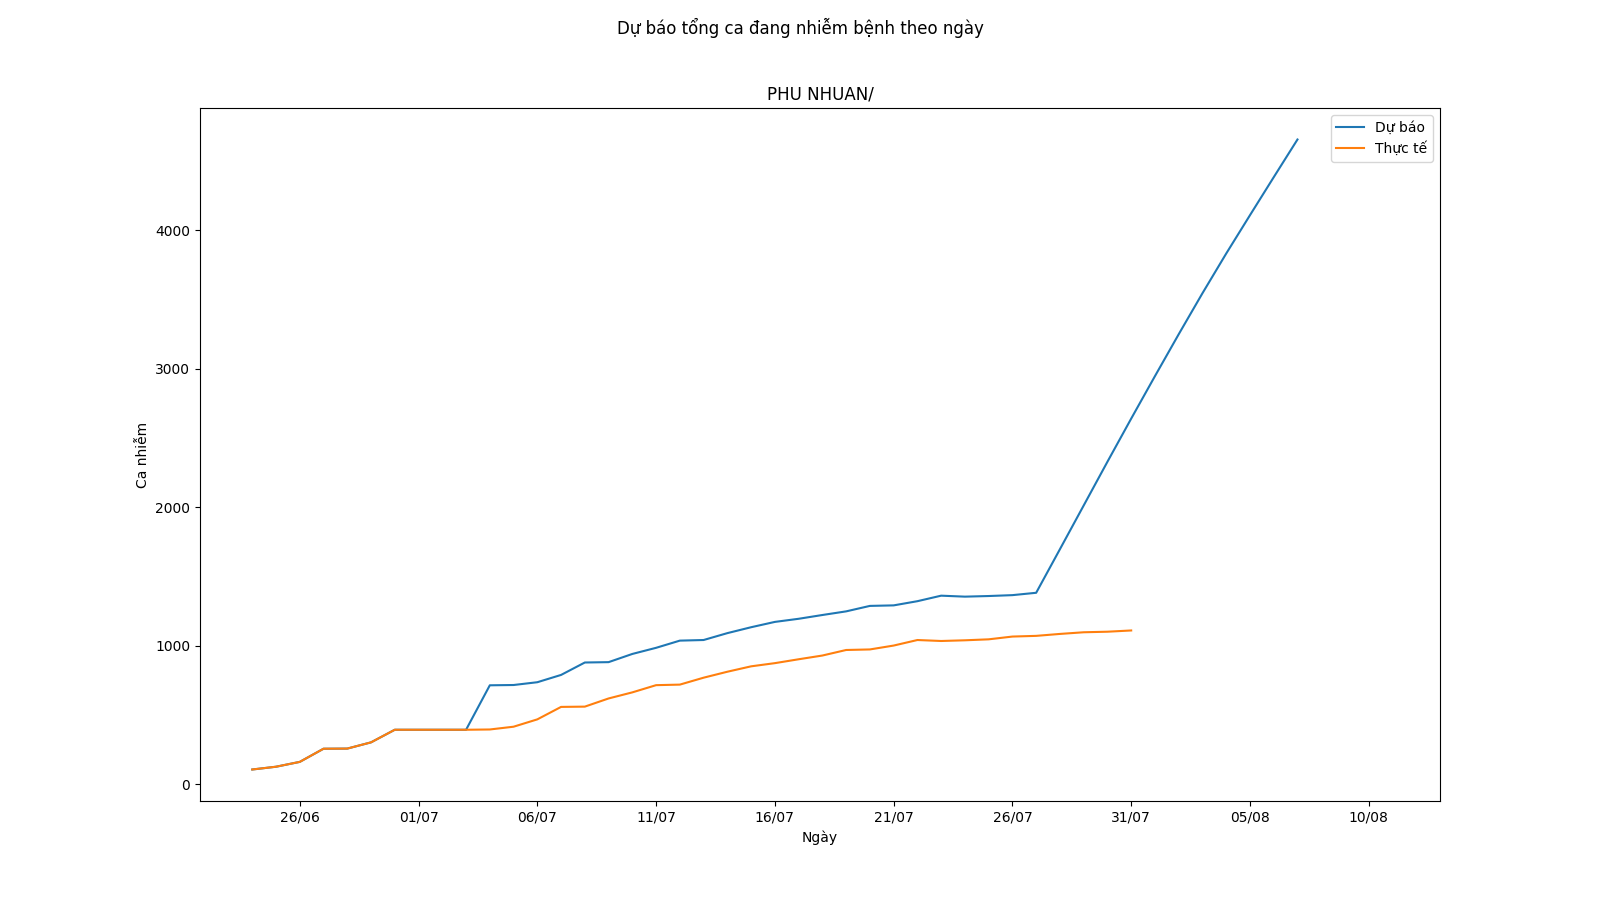 Dự báo tổng ca đang nhiễm bệnh theo ngày
PHU NHUAN/
Dự báo
Thực tế
4000
3000
2000
1000
0
Ca nhiễm
26/06 01/07 06/07 11/07 16/07 21/07 26/07 31/07 05/08 10/08
Ngày